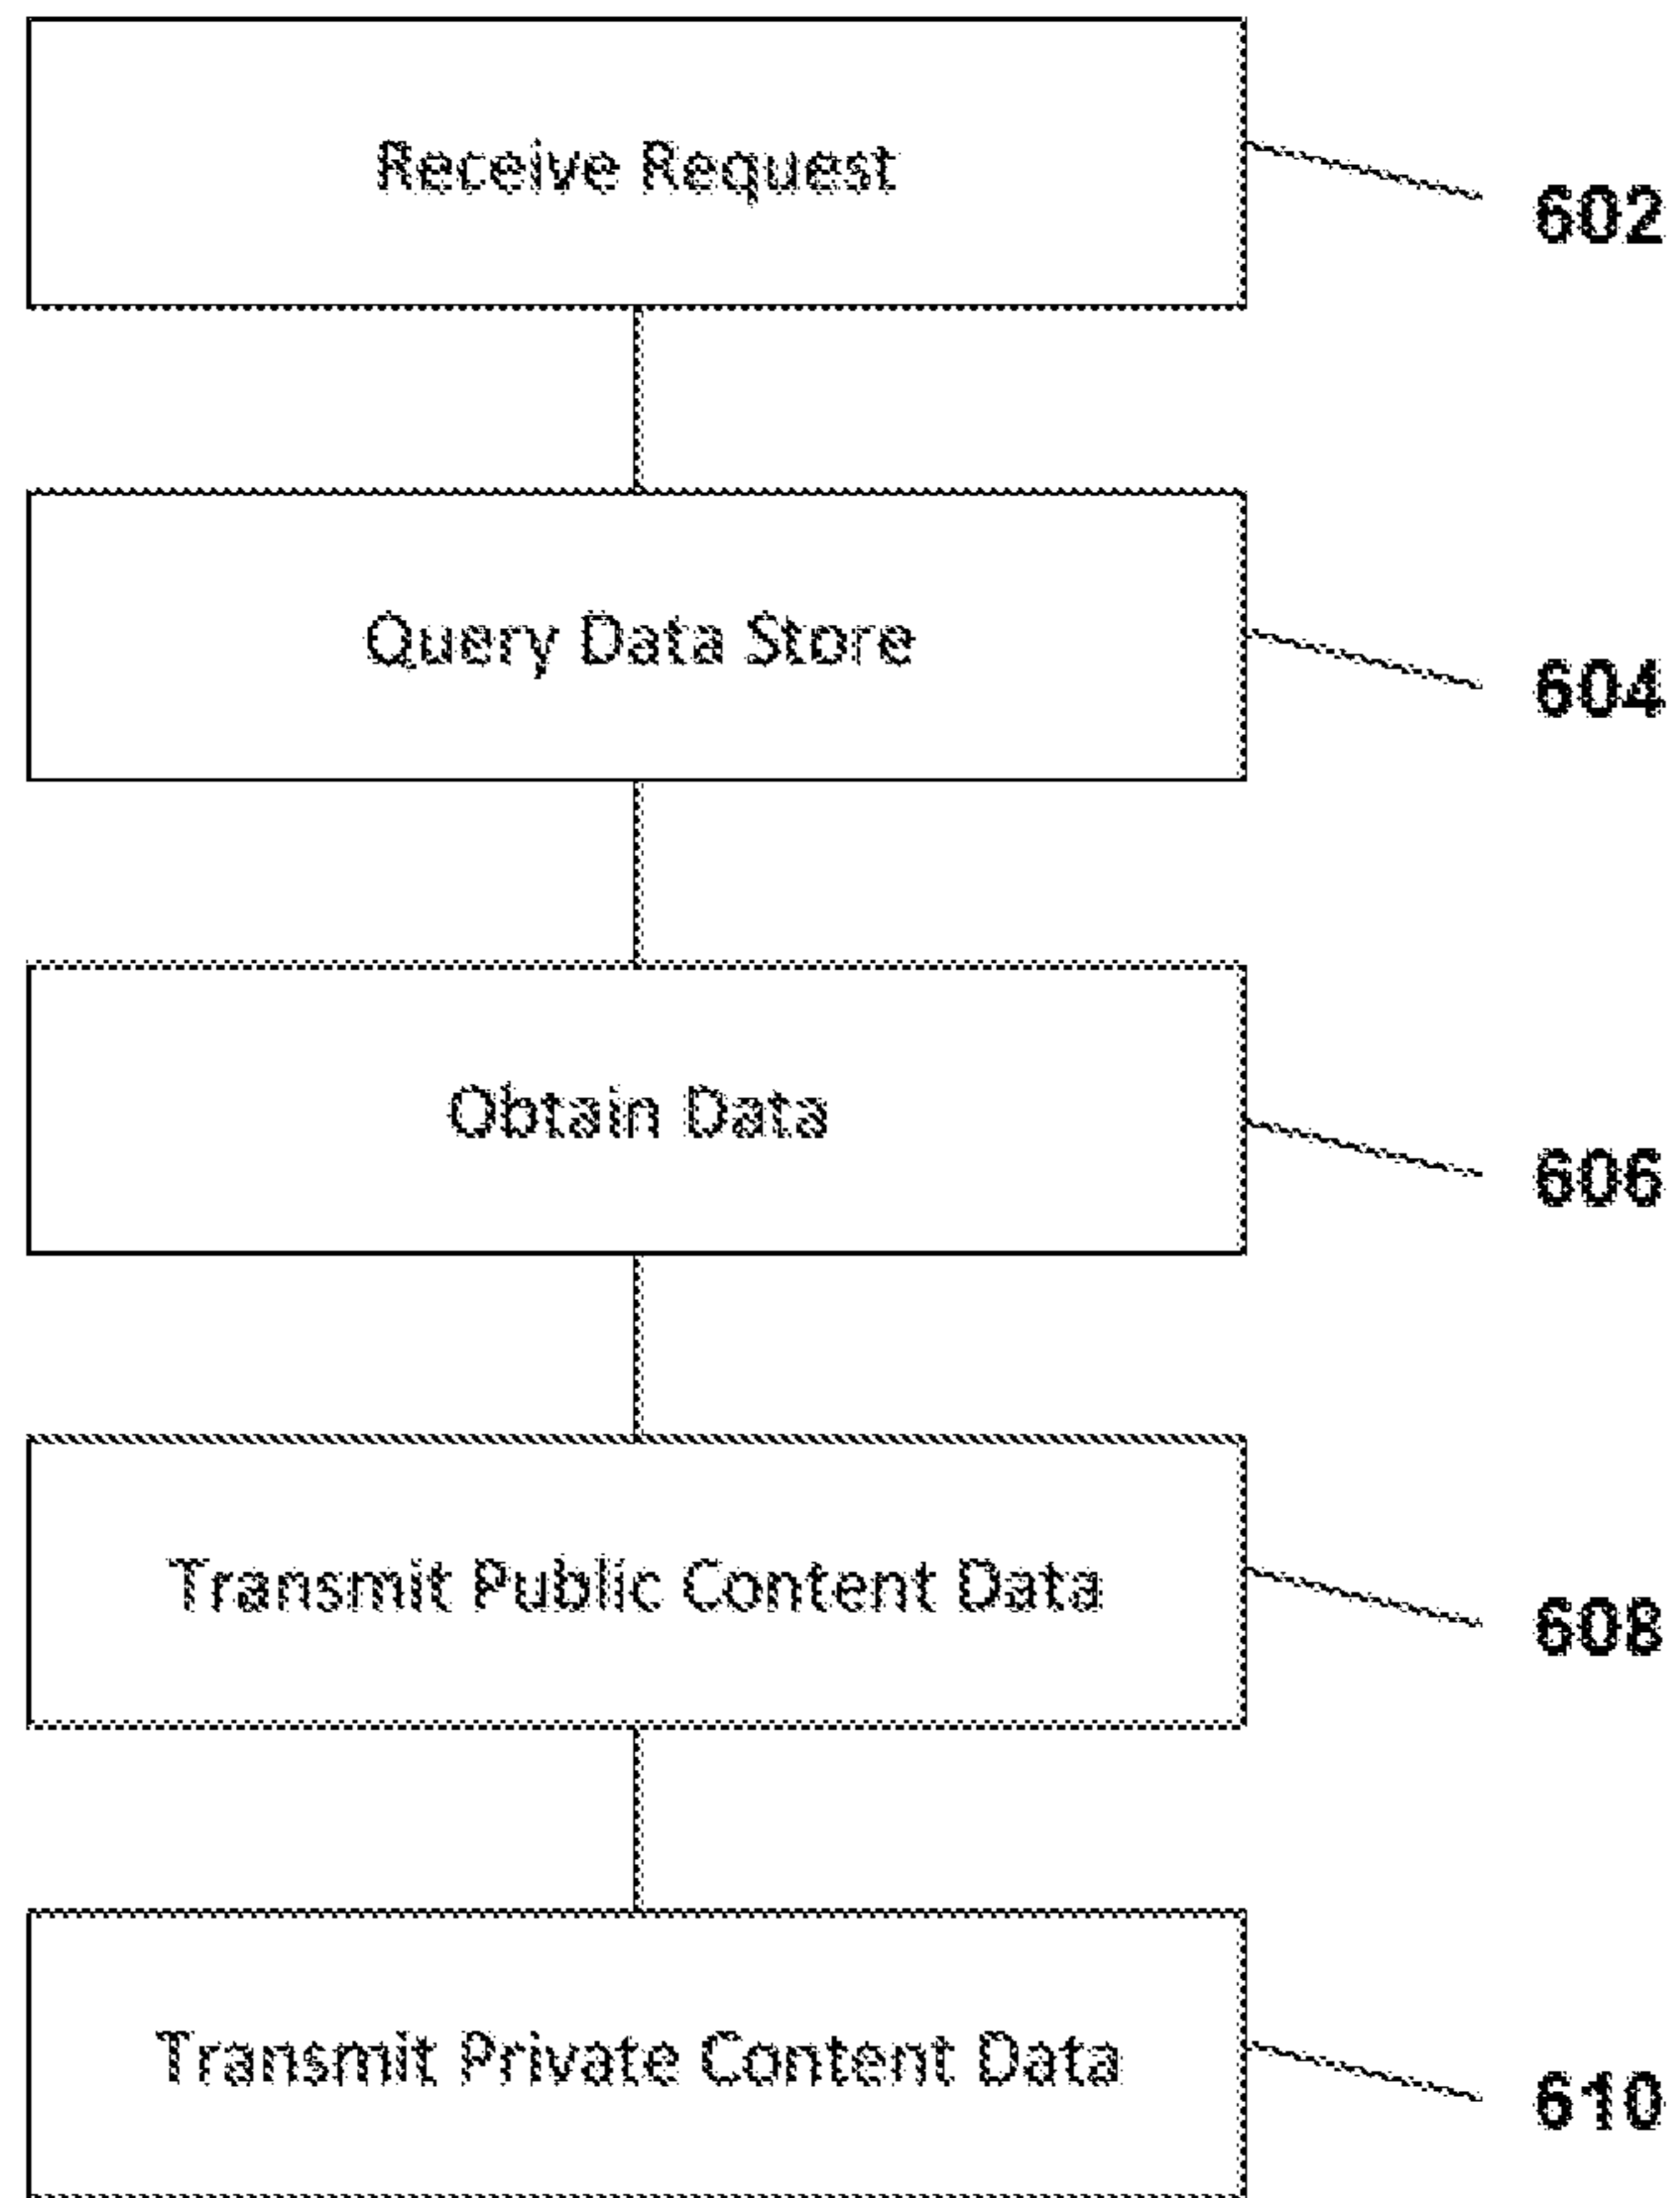 Receive Request
602
Query Data Store
604
Obtain Data
606
Transmit Public Content Data
608
Transmit Private Content Data
610